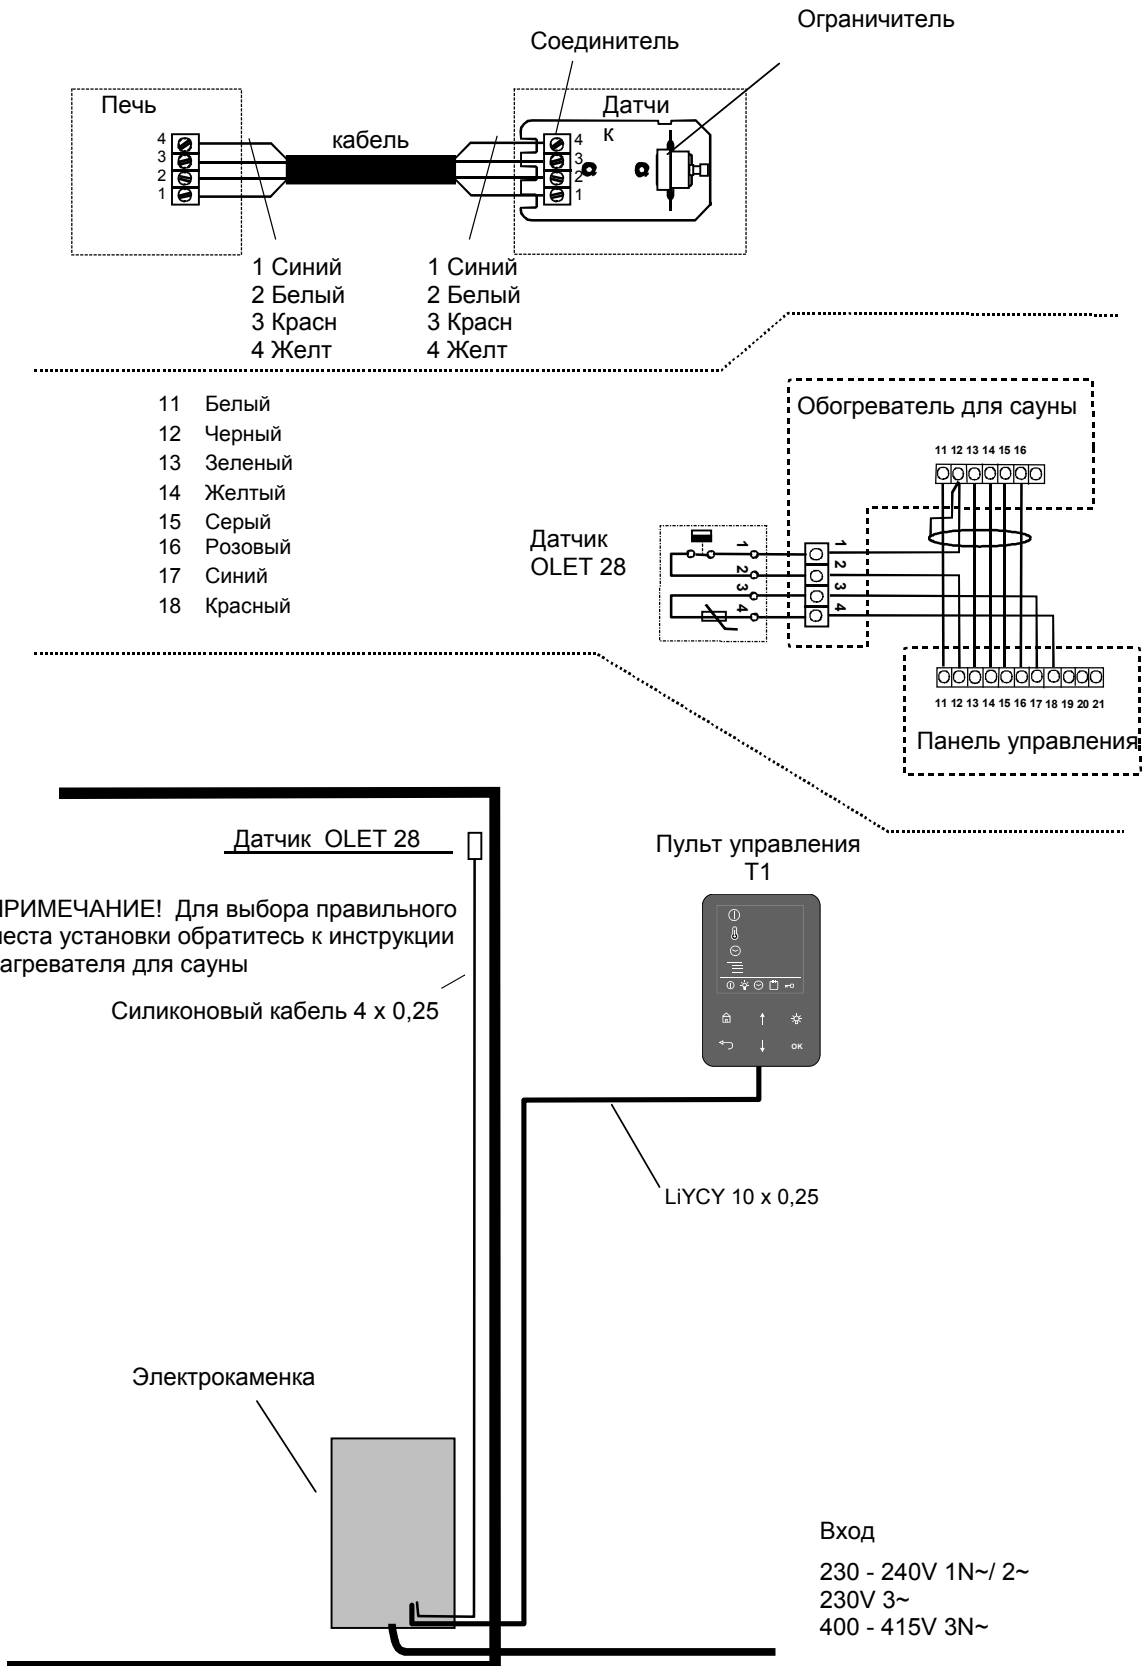 Ограничитель
Соединитель
Печь
Датчи
к
кабель
4
3
2
1
4
3
2
1
1 Синий
2 Белый
3 Красн
4 Желт
1 Синий
2 Белый
3 Красн
4 Желт
11 Белый
12 Черный
13 Зеленый
14 Желтый
15 Серый
16 Розовый
17 Синий
18 Красный
Обогреватель для сауны
11 12 13 14 15 16
Датчик
OLET 28
1
2
3
4
1
2
3
4
11 12 13 14 15 16 17 18 19 20 21
Панель управления
Датчик OLET 28
Пульт управления
T1
РИМЕЧАНИЕ! Для выбора правильного
еста установки обратитесь к инструкции
агревателя для сауны
Силиконовый кабель 4 x 0,25
OK
LiYCY 10 x 0,25
Электрокаменка
Вход
230 - 240V 1N~/ 2~
230V 3~
400 - 415V 3N~